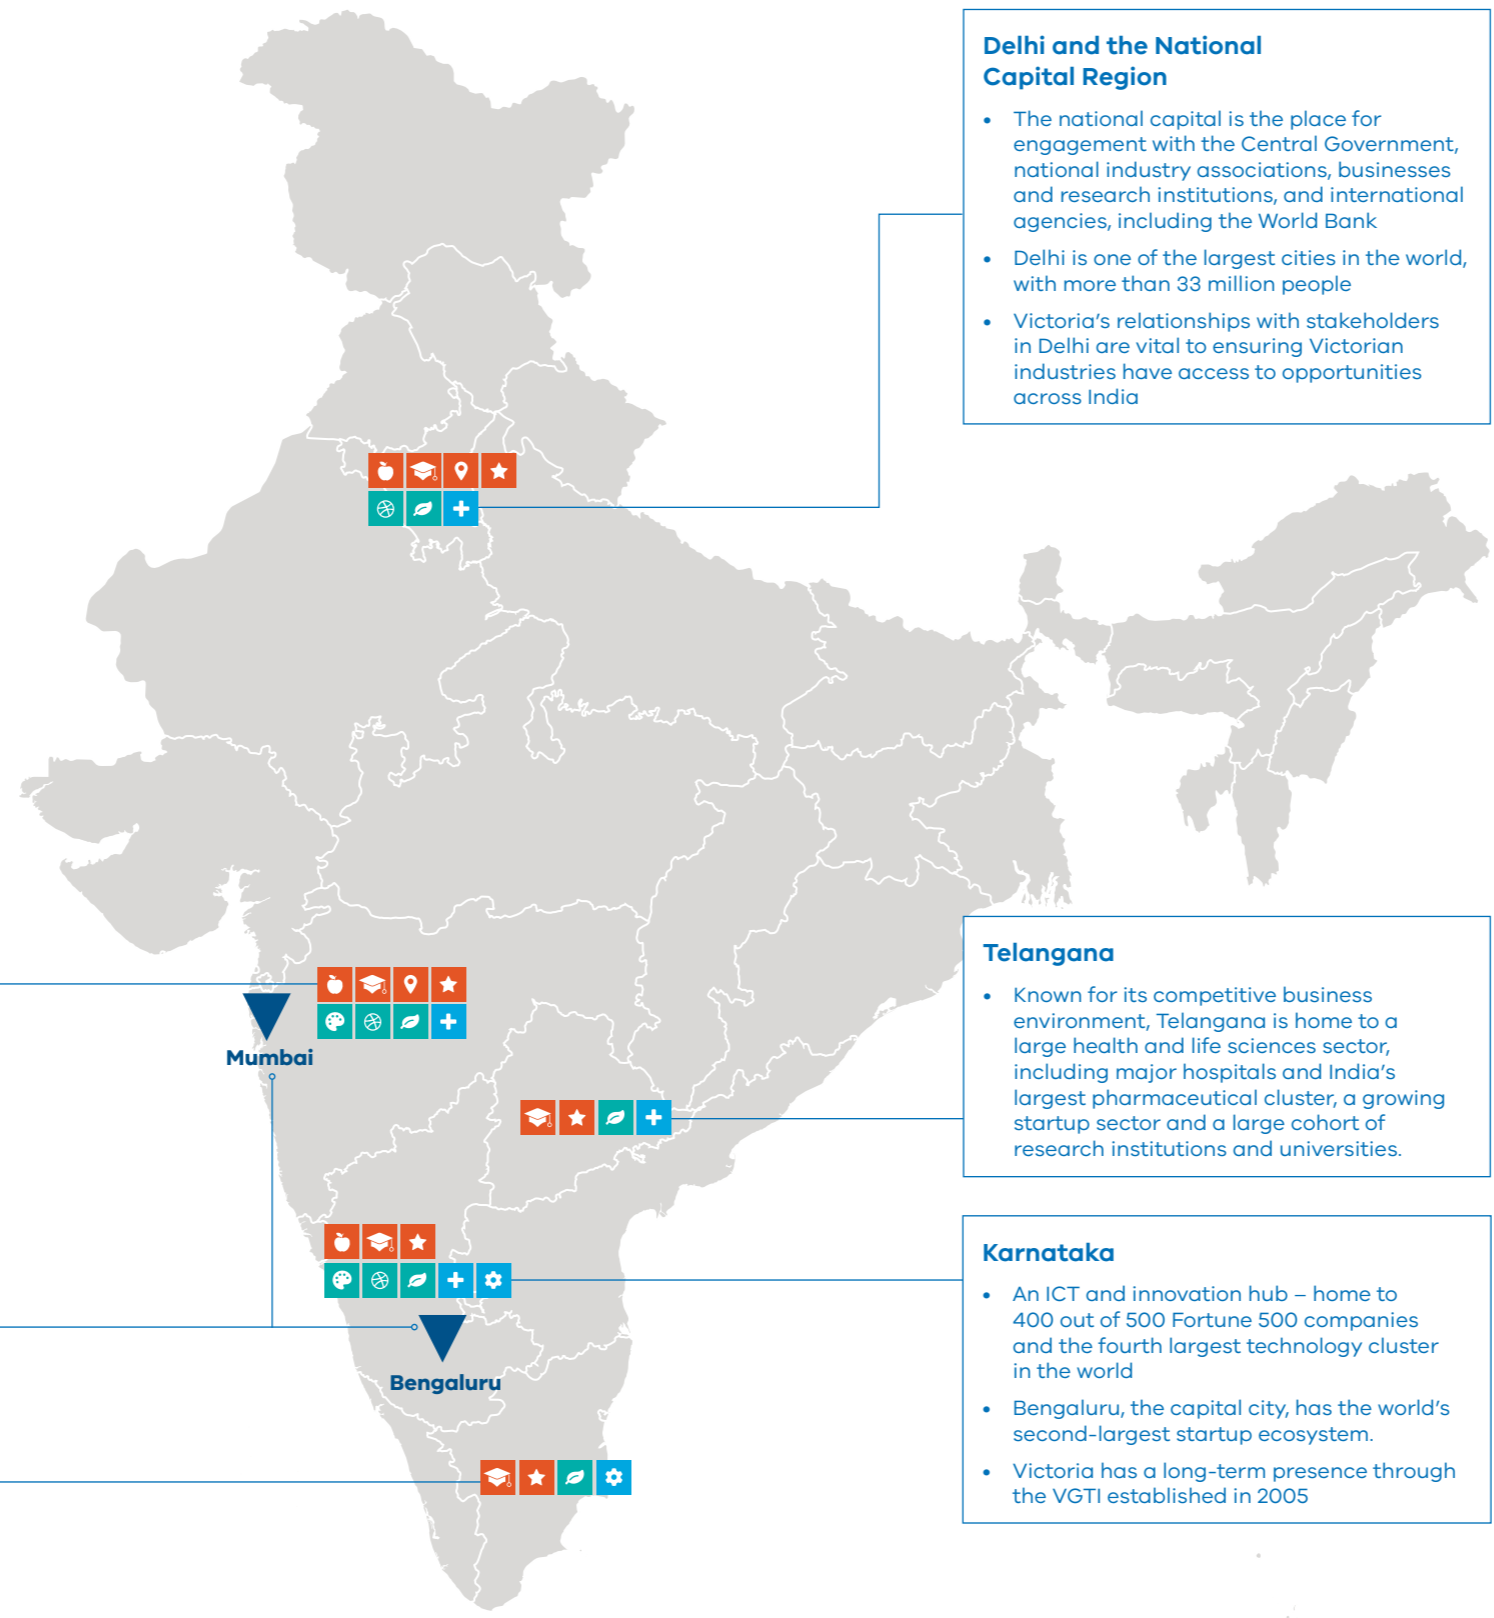 Delhi and the National
Capital Region
• The national capital is the place for
engagement with the Central Government,
national industry associations, businesses
and research institutions, and international
agencies, including the World Bank
• Delhi is one of the largest cities in the world,
with more than 33 million people
• Victoria’s relationships with stakeholders
in Delhi are vital to ensuring Victorian
industries have access to opportunities
across India
Mumbai
Telangana
• Known for its competitive business
environment, Telangana is home to a
large health and life sciences sector,
including major hospitals and India’s
largest pharmaceutical cluster, a growing
startup sector and a large cohort of
research institutions and universities.
Bengaluru
Karnataka
• An ICT and innovation hub – home to
400 out of 500 Fortune 500 companies
and the fourth largest technology cluster
in the world
• Bengaluru, the capital city, has the world’s
second-largest startup ecosystem.
• Victoria has a long-term presence through
the VGTI established in 2005